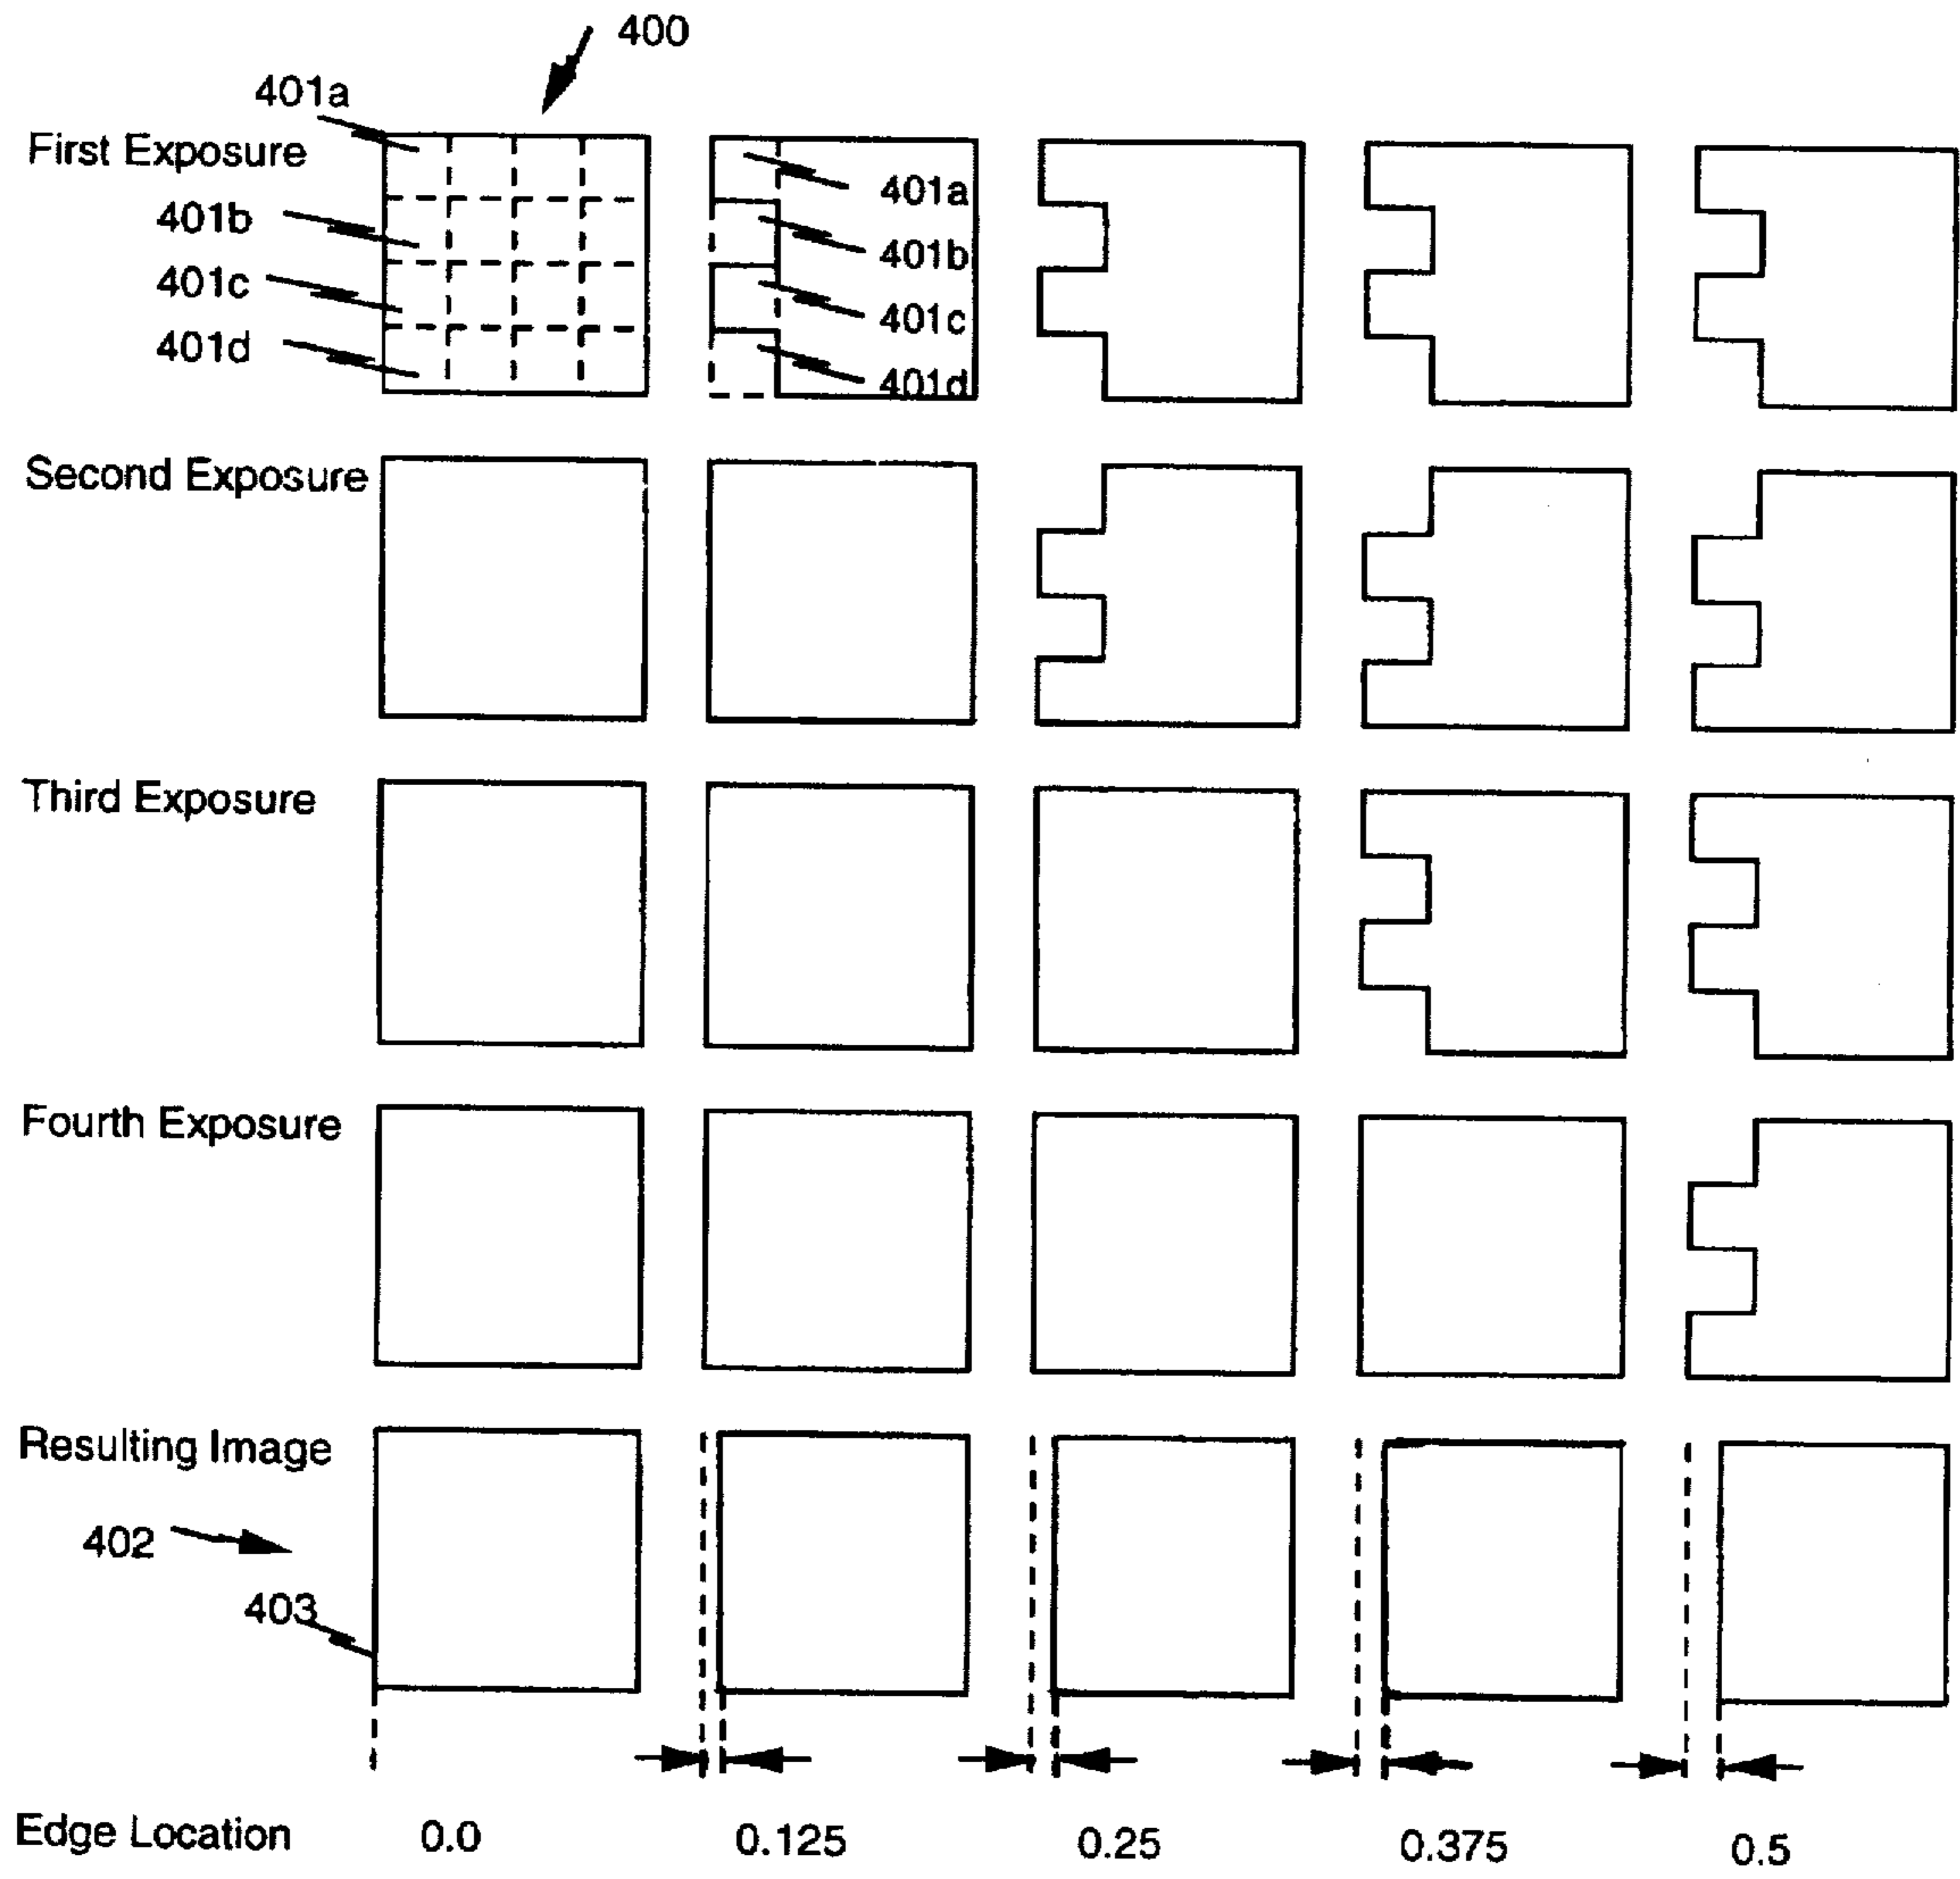 400
401a
First Exposure
401a
401b
401b
401c
401c
401d
401d
Second Exposure
Third Exposure
Fourth Exposure
Resulting Image
402
403
Edge Location 0.0 0.125 0.25 0.375 0.5